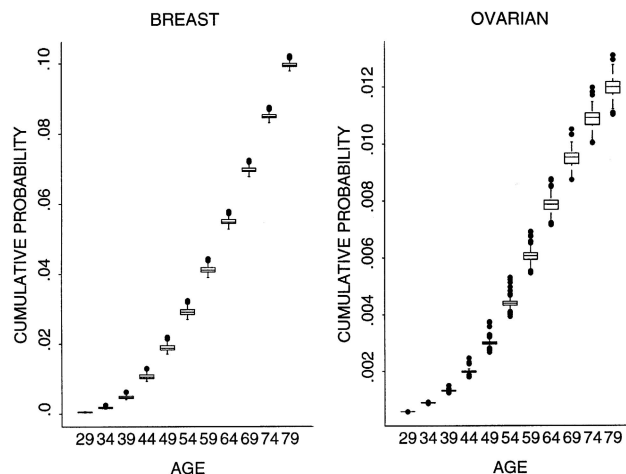 BREAST
CUMULATIVE PROBABILITY
.10
.08
.06
.04
.02
.0
29 34 39 44 49 54 59 64 69 74 79
AGE
OVARIAN
CUMULATIVE PROBABILITY
.012
.010
.008
.006
.004
.002
29 34 39 44 49 54 59 64 69 74 79
AGE